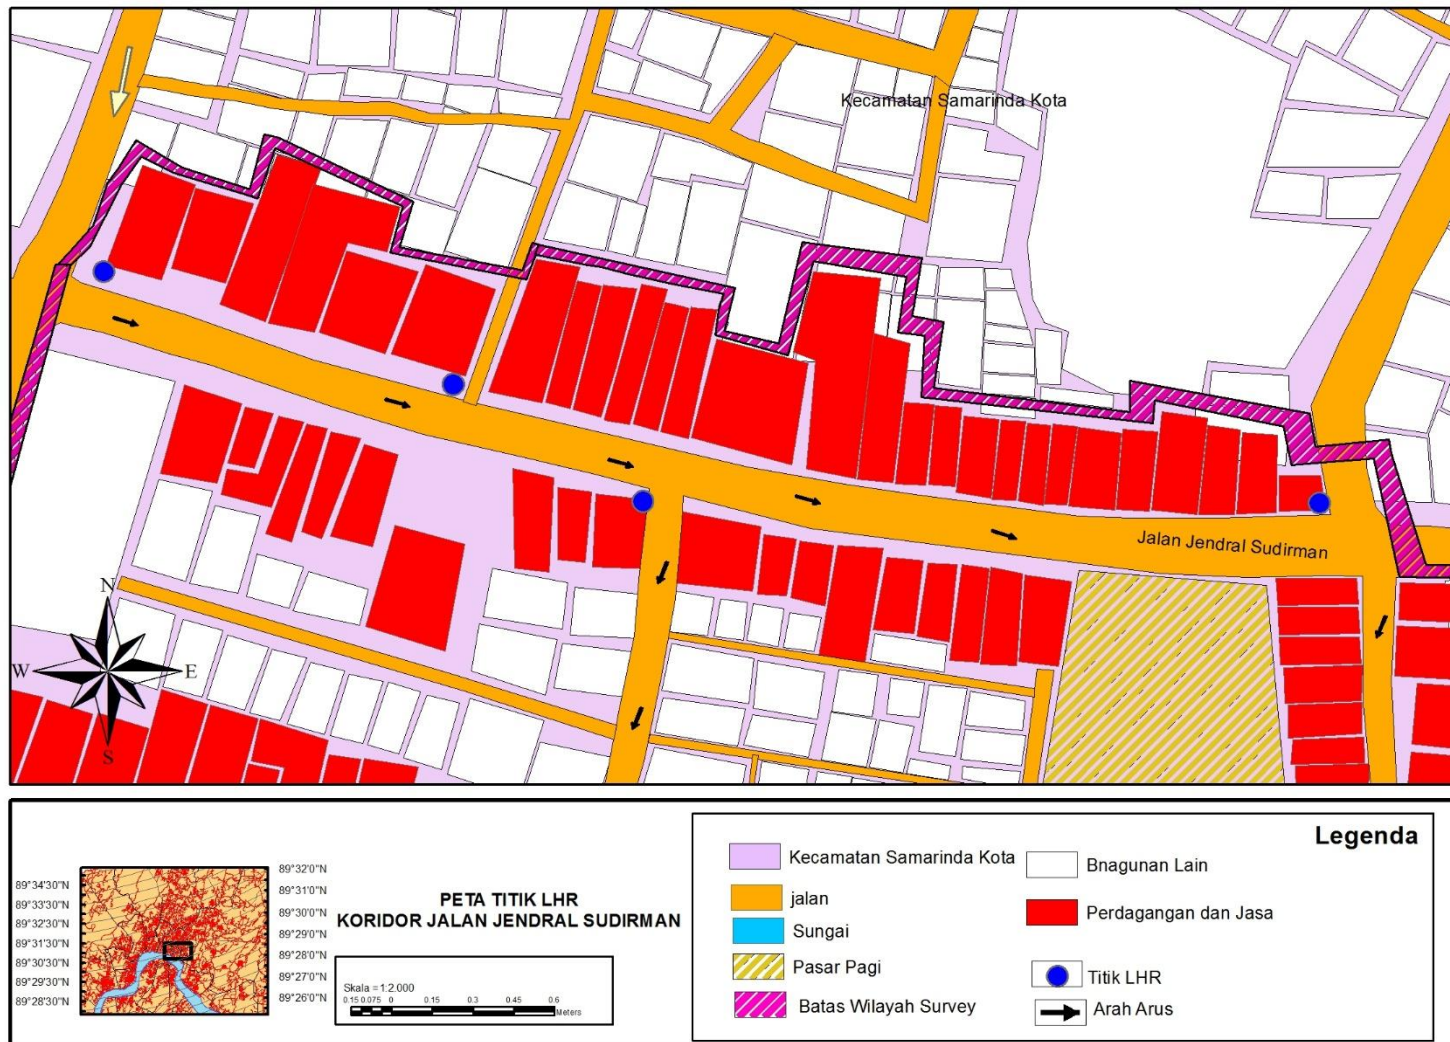 Kecamatan Samarinda Kota
Jalan Jendral Sudirman
N
W
E
S
89°34'30"N
89°33'30"N
89°32'30"N
89°31'30"N
89°30'30"N
89°29'30"N
89°28'30"N
89°32'0"N
89°31'0"N
89°30'0"N
89°29'0"N
89°28'0"N
89°27'0"N
89°26'0"N
PETA TITIK LHR
KORIDOR JALAN JENDRAL SUDIRMAN
Skala = 1:2.000
0.15 0.075 0 0.15 0.3 0.45 0.6
Meters
Legenda
Kecamatan Samarinda Kota
jalan
Sungai
Pasar Pagi
Batas Wilayah Survey
Bnagunan Lain
Perdagangan dan Jasa
Titik LHR
Arah Arus